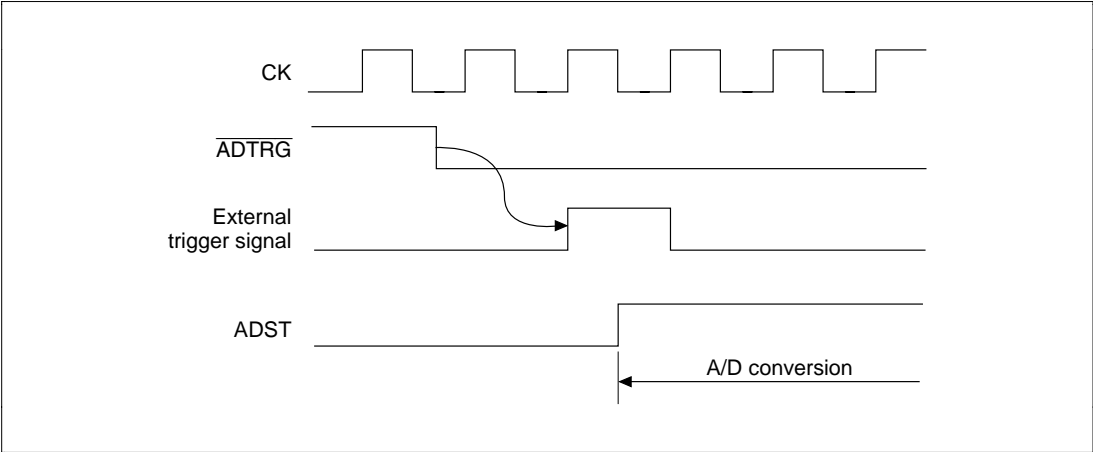 CK
ADTRG
External
trigger signal
ADST
A/D conversion